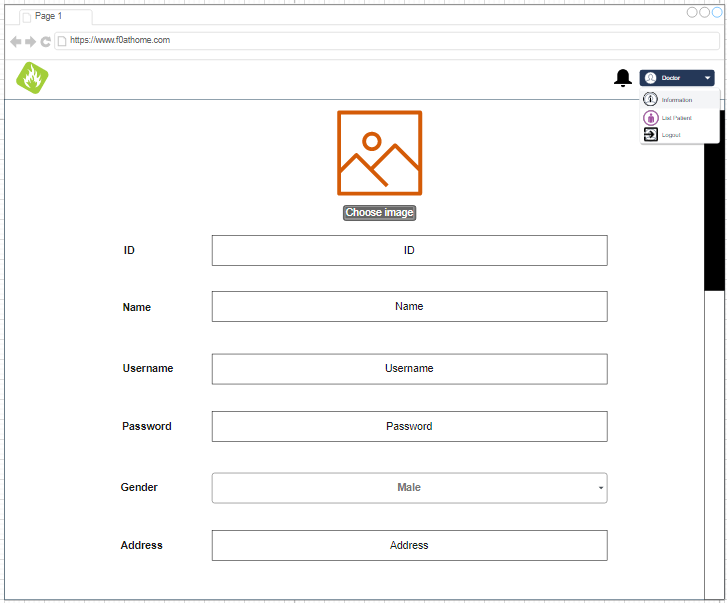 Page 1
https://www.f0athome.com
Doctor
Information
List Patient
Logout
Choose image
ID ID
Name Name
Username Username
Password Password
Gender Male
Address Address